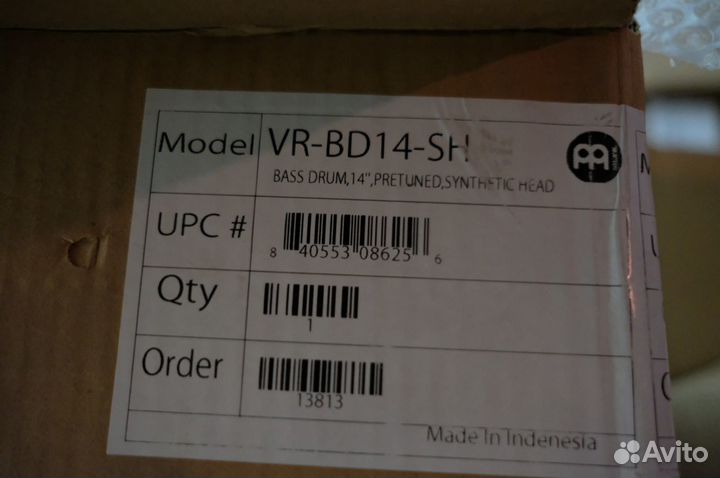 Model VR-BD14-SH
BASS DRUM,14",PRETUNED,SYNTHETIC HEAD
UPC #
8 40553 08625 6
Qty
1
Order
13813
Made In Indenesia
Avito